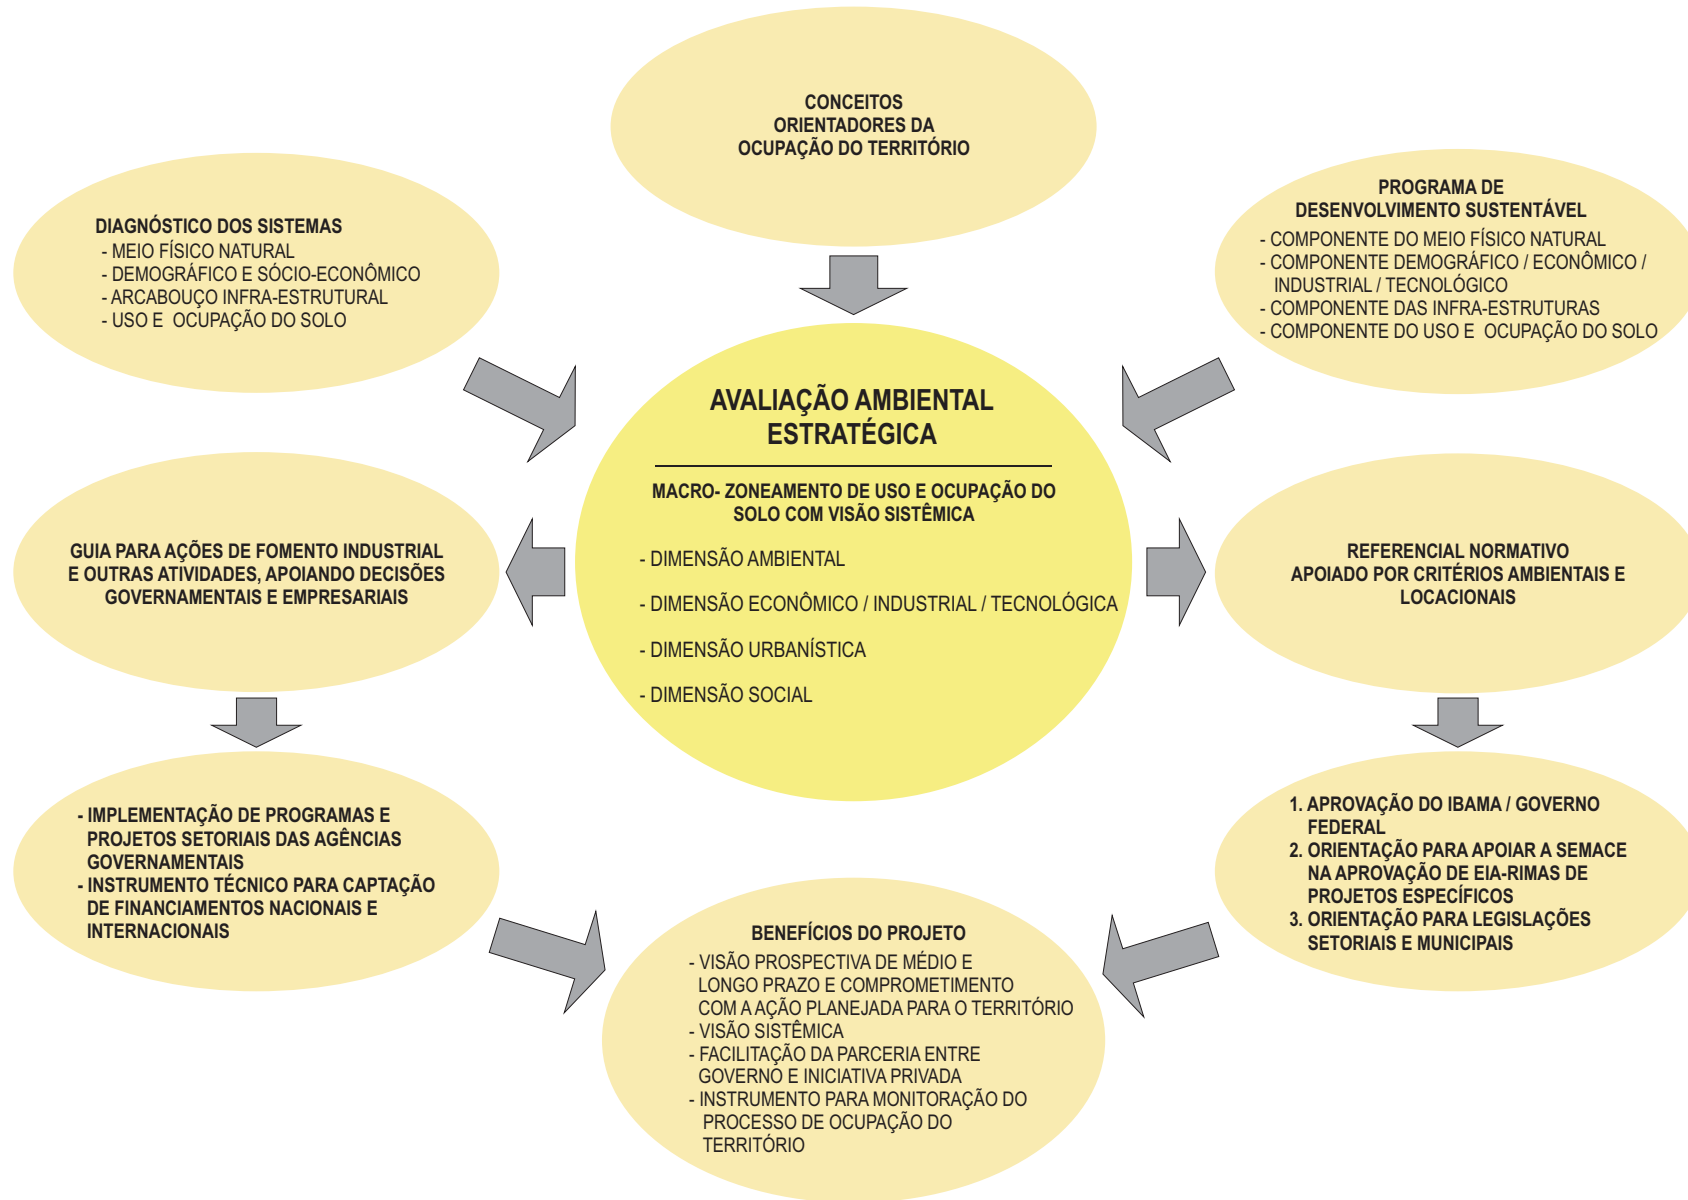 CONCEITOS
ORIENTADORES DA
OCUPAÇÃO DO TERRITÓRIO
DIAGNÓSTICO DOS SISTEMAS
- MEIO FÍSICO NATURAL
- DEMOGRÁFICO E SÓCIO-ECONÔMICO
- ARCABOUÇO INFRA-ESTRUTURAL
- USO E OCUPAÇÃO DO SOLO
PROGRAMA DE
DESENVOLVIMENTO SUSTENTÁVEL
- COMPONENTE DO MEIO FÍSICO NATURAL
- COMPONENTE DEMOGRÁFICO / ECONÔMICO /
INDUSTRIAL / TECNOLÓGICO
- COMPONENTE DAS INFRA-ESTRUTURAS
- COMPONENTE DO USO E OCUPAÇÃO DO SOLO
AVALIAÇÃO AMBIENTAL
ESTRATÉGICA
MACRO- ZONEAMENTO DE USO E OCUPAÇÃO DO
SOLO COM VISÃO SISTÊMICA
- DIMENSÃO AMBIENTAL
- DIMENSÃO ECONÔMICO / INDUSTRIAL / TECNOLÓGICA
- DIMENSÃO URBANÍSTICA
- DIMENSÃO SOCIAL
GUIA PARA AÇÕES DE FOMENTO INDUSTRIAL
E OUTRAS ATIVIDADES, APOIANDO DECISÕES
GOVERNAMENTAIS E EMPRESARIAIS
REFERENCIAL NORMATIVO
APOIADO POR CRITÉRIOS AMBIENTAIS E
LOCACIONAIS
- IMPLEMENTAÇÃO DE PROGRAMAS E
PROJETOS SETORIAIS DAS AGÊNCIAS
GOVERNAMENTAIS
- INSTRUMENTO TÉCNICO PARA CAPTAÇÃO
DE FINANCIAMENTOS NACIONAIS E
INTERNACIONAIS
1. APROVAÇÃO DO IBAMA / GOVERNO
FEDERAL
2. ORIENTAÇÃO PARA APOIAR A SEMACE
NA APROVAÇÃO DE EIA-RIMAS DE
PROJETOS ESPECÍFICOS
3. ORIENTAÇÃO PARA LEGISLAÇÕES
SETORIAIS E MUNICIPAIS
BENEFÍCIOS DO PROJETO
- VISÃO PROSPECTIVA DE MÉDIO E
LONGO PRAZO E COMPROMETIMENTO
COM A AÇÃO PLANEJADA PARA O TERRITÓRIO
- VISÃO SISTÊMICA
- FACILITAÇÃO DA PARCERIA ENTRE
GOVERNO E INICIATIVA PRIVADA
- INSTRUMENTO PARA MONITORAÇÃO DO
PROCESSO DE OCUPAÇÃO DO
TERRITÓRIO